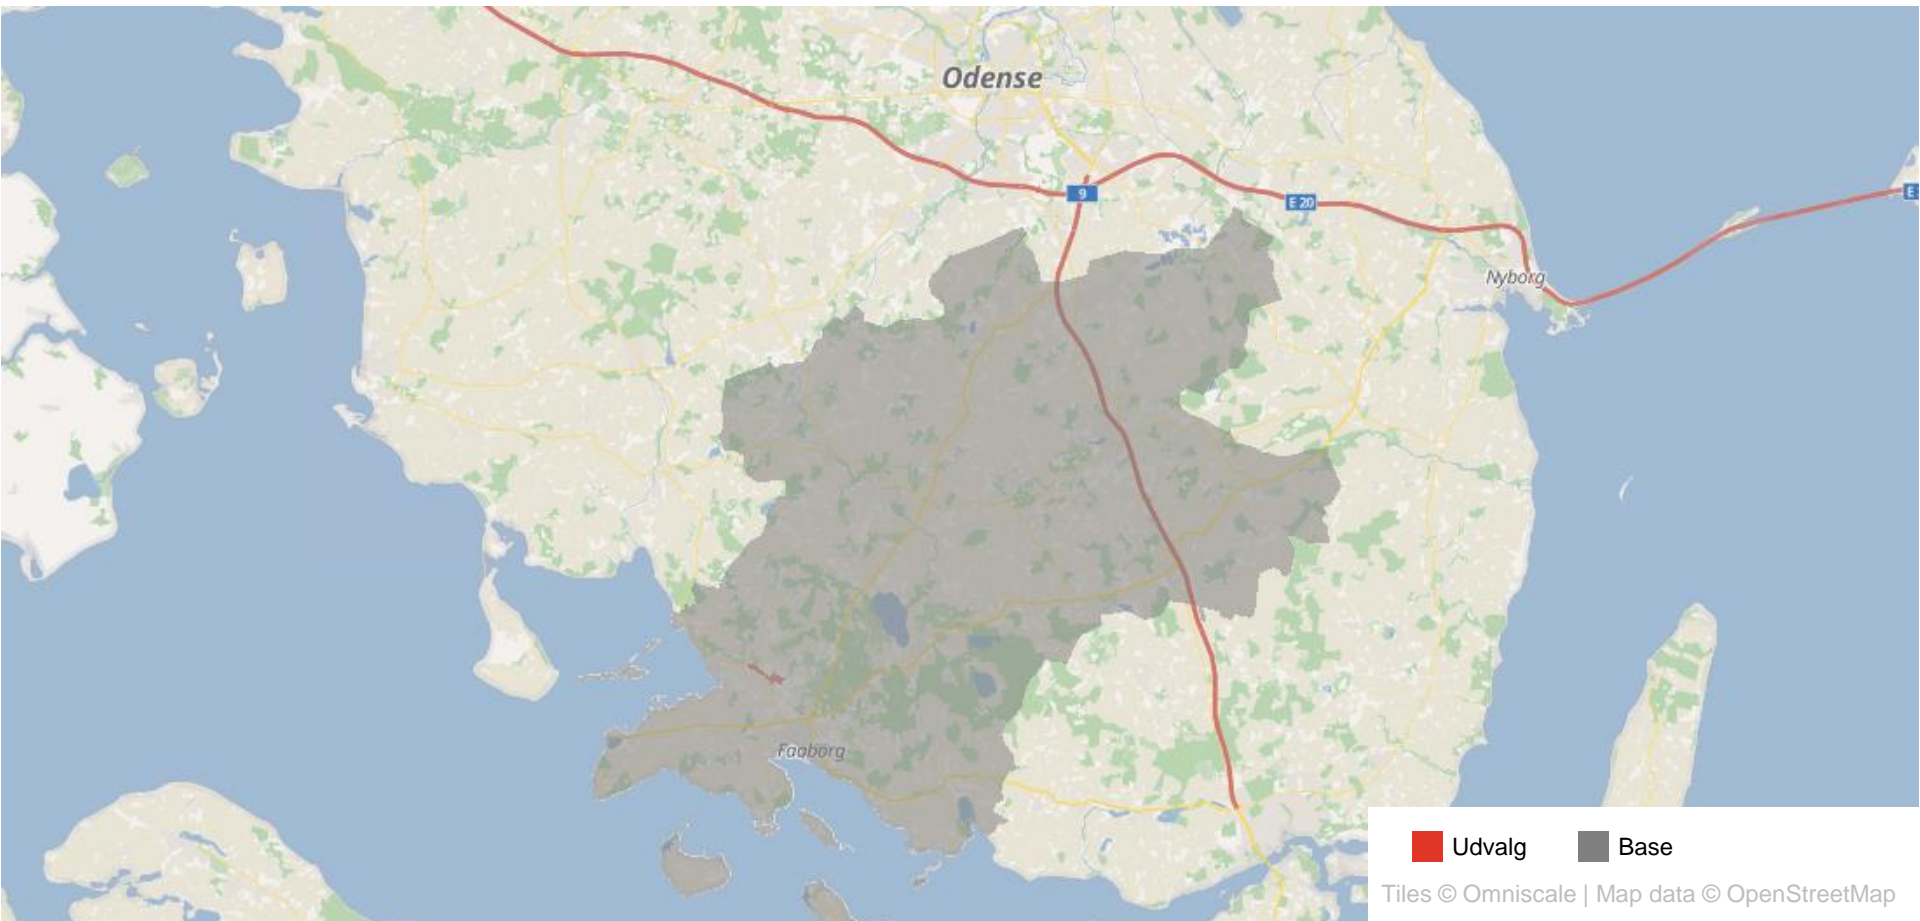 Odense
9
E 20
E
Nyborg
Faaborg
Udvalg
Base
Tiles © Omniscale | Map data © OpenStreetMap